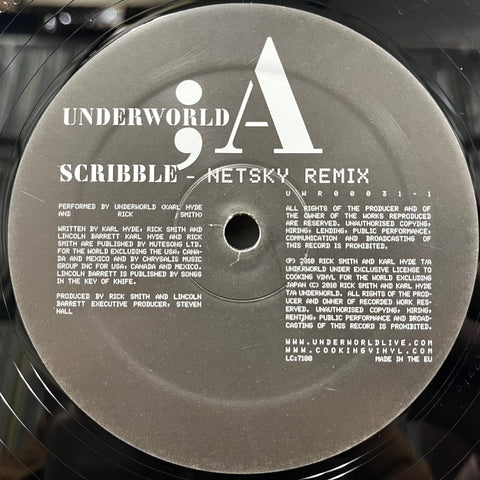 ;A
UNDERWORLD
SCRIBBLE - NETSKY REMIX
UWR00031-1
PERFORMED BY UNDERWORLD (KARL HYDE
AND RICK SMITH)
WRITTEN BY KARL HYDE, RICK SMITH AND
LINCOLN BARRETT KARL HYDE AND RICK
SMITH ARE PUBLISHED BY MUTESONG LTD.
FOR THE WORLD EXCLUDING THE USA; CANA-
DA AND MEXICO AND BY CHRYSALIS MUSIC
GROUP INC FOR USA; CANADA AND MEXICO.
LINCOLN BARRETT IS PUBLISHED BY SONGS
IN THE KEY OF KNIFE.
PRODUCED BY RICK SMITH AND LINCOLN
BARRETT EXECUTIVE PRODUCER; STEVEN
HALL
ALL RIGHTS OF THE PRODUCER AND OF
THE OWNER OF THE WORKS REPRODUCED
ARE RESERVED. UNAUTHORISED COPYING;
HIRING; LENDING; PUBLIC PERFORMANCE;
COMMUNICATION AND BROADCASTING OF
THIS RECORD IS PROHIBITED.
(P) 2010 RICK SMITH AND KARL HYDE T/A
UNDERWORLD UNDER EXCLUSIVE LICENSE TO
COOKING VINYL FOR THE WORLD EXCLUDING
JAPAN (C) 2010 RICK SMITH AND KARL HYDE
T/A UNDERWORLD. ALL RIGHTS OF THE PROD-
UCER AND OWNER OF RECORDED WORK RES-
ERVED. UNAUTHORISED COPYING, HIRING,
RENTING; PUBLIC PERFORMANCE AND BROAD-
CASTING OF THIS RECORD IS PROHIBITED.
WWW.UNDERWORLDLIVE.COM
WWW.COOKINGVINYL.COM
LC:7100 MADE IN THE EU